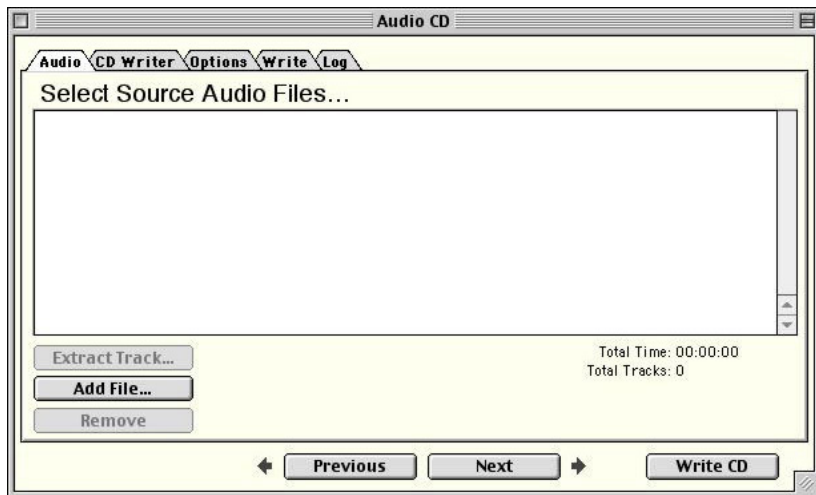 Audio CD
Audio CD Writer Options Write Log
Select Source Audio Files...
Extract Track...
Total Time: 00:00:00
Total Tracks: 0
Add File...
Remove
Previous Next Write CD